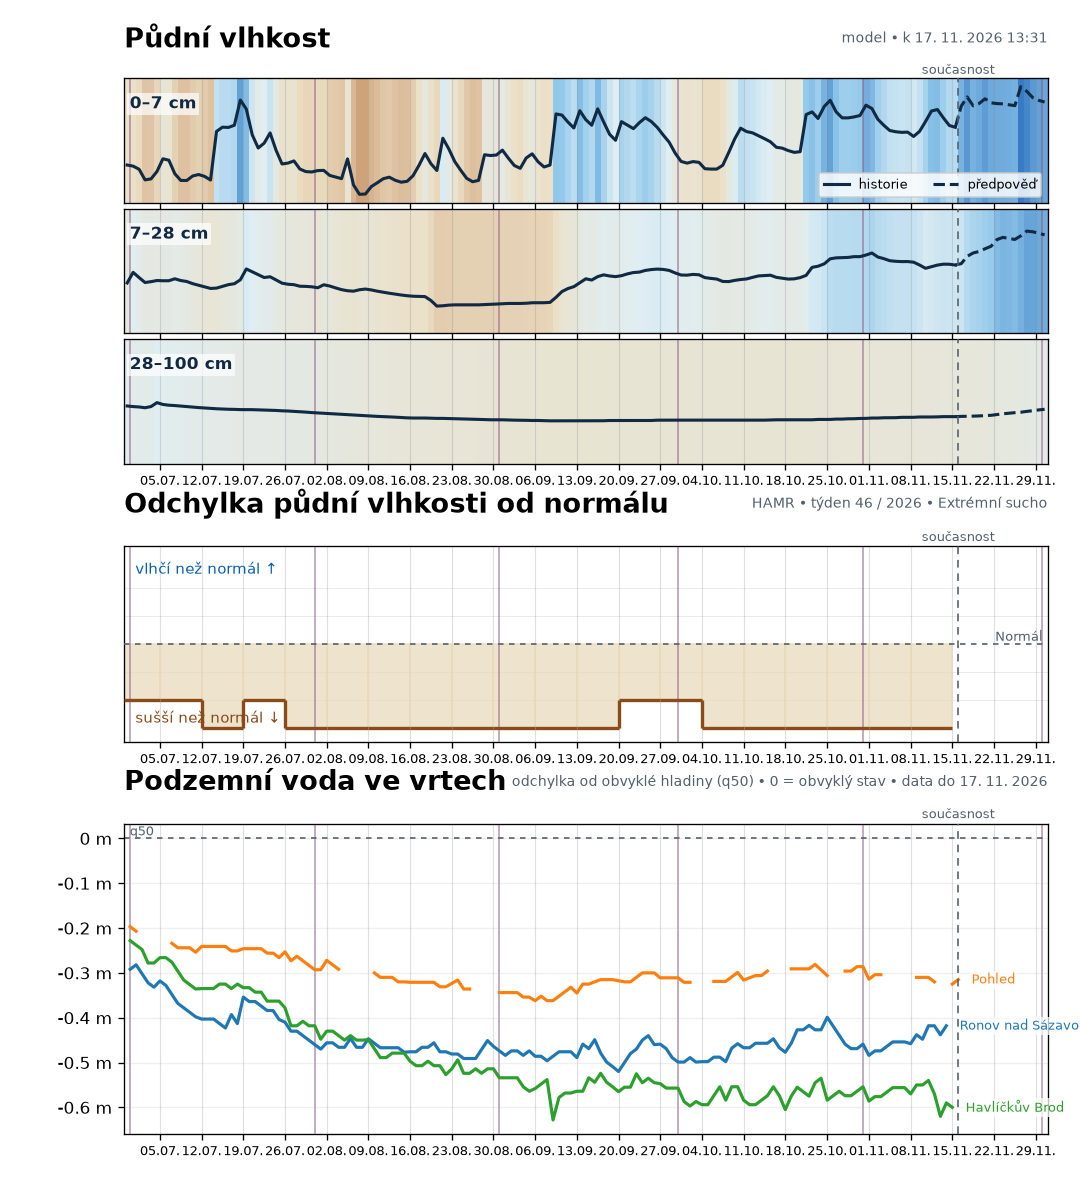 Půdní vlhkost
model • k 17. 11. 2026 13:31
současnost
0–7 cm
historie
předpověď
7–28 cm
28–100 cm
05.07. 12.07. 19.07. 26.07. 02.08. 09.08. 16.08. 23.08. 30.08. 06.09. 13.09. 20.09. 27.09. 04.10. 11.10. 18.10. 25.10. 01.11. 08.11. 15.11. 22.11. 29.11.
Odchylka půdní vlhkosti od normálu
HAMR • týden 46 / 2026 • Extrémní sucho
současnost
vlhčí než normál ↑
Normál
sušší než normál ↓
05.07. 12.07. 19.07. 26.07. 02.08. 09.08. 16.08. 23.08. 30.08. 06.09. 13.09. 20.09. 27.09. 04.10. 11.10. 18.10. 25.10. 01.11. 08.11. 15.11. 22.11. 29.11.
Podzemní voda ve vrtech
odchylka od obvyklé hladiny (q50) • 0 = obvyklý stav • data do 17. 11. 2026
současnost
q50
0 m
-0.1 m
-0.2 m
-0.3 m
Pohled
-0.4 m
Ronov nad Sázavo
-0.5 m
-0.6 m
Havlíčkův Brod
05.07. 12.07. 19.07. 26.07. 02.08. 09.08. 16.08. 23.08. 30.08. 06.09. 13.09. 20.09. 27.09. 04.10. 11.10. 18.10. 25.10. 01.11. 08.11. 15.11. 22.11. 29.11.